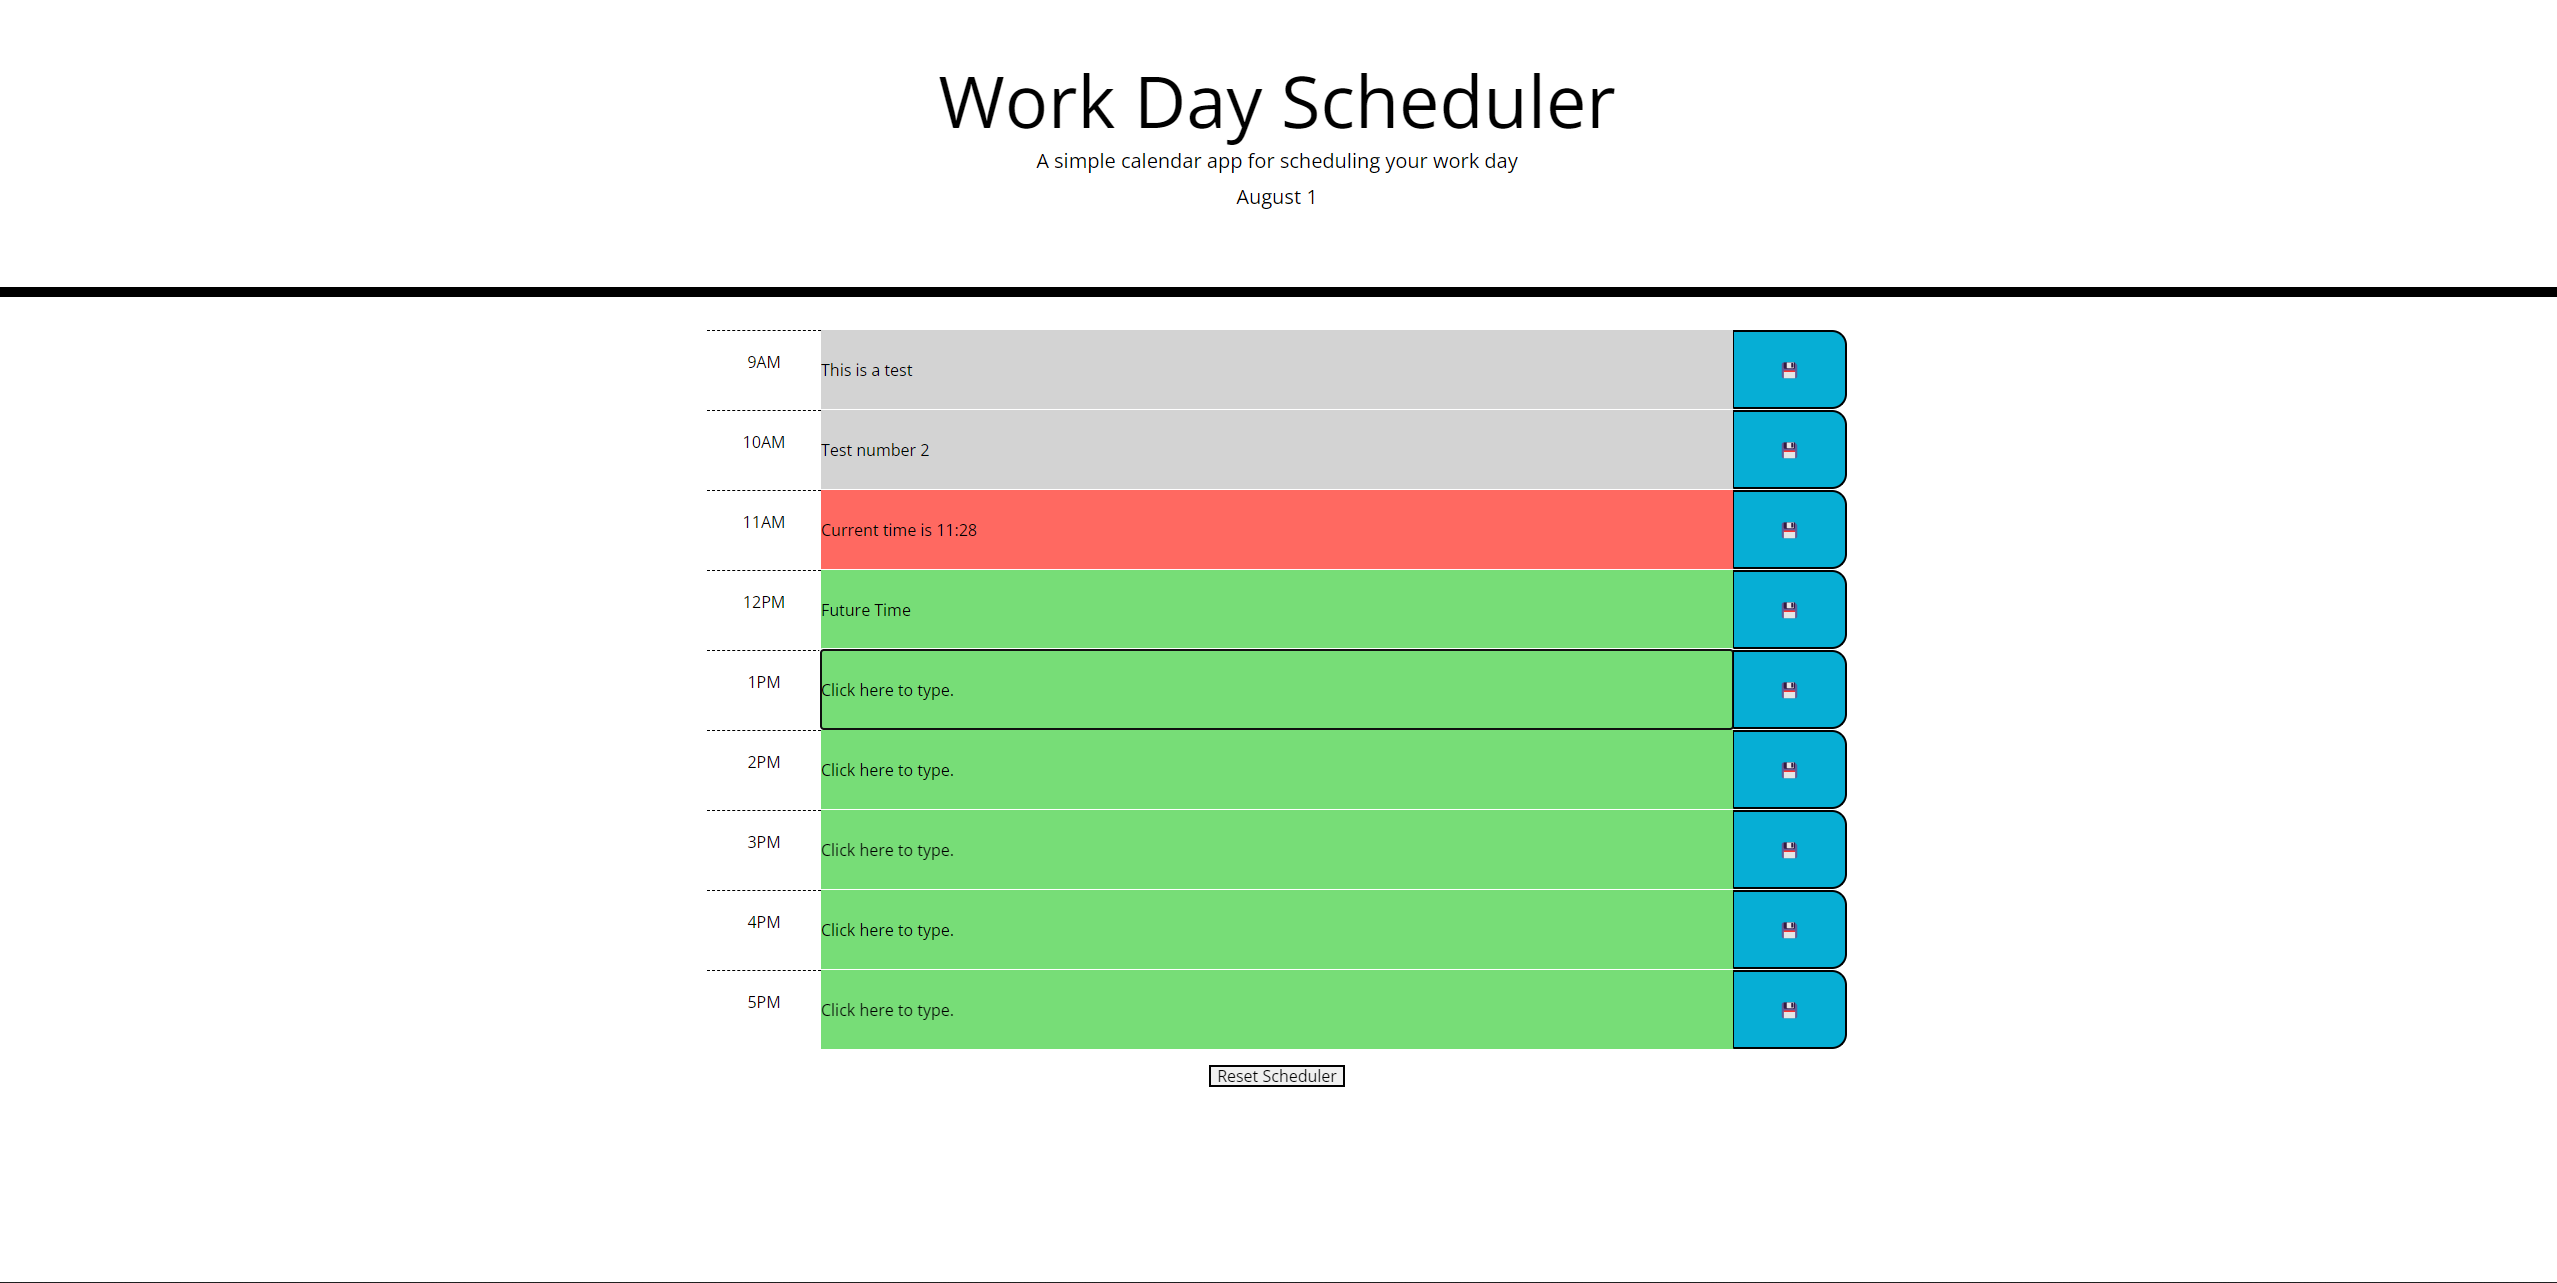 Work Day Scheduler
A simple calendar app for scheduling your work day
August 1
9AM This is a test
10AM Test number 2
11AM Current time is 11:28
12PM Future Time
1PM Click here to type.
2PM Click here to type.
3PM Click here to type.
4PM Click here to type.
5PM Click here to type.
Reset Scheduler